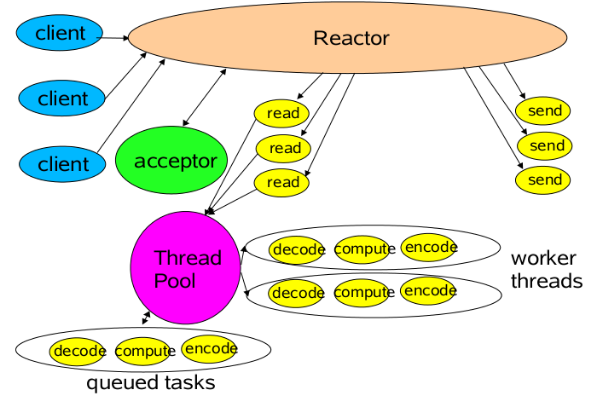 client
Reactor
client
client
acceptor
read
read
read
send
send
send
Thread
Pool
decode compute encode
decode compute encode
worker
threads
decode compute encode
queued tasks